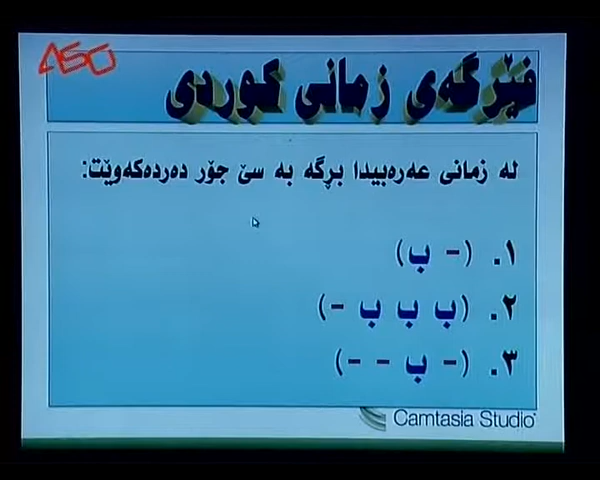 ASO
فێرگەی زمانی کوردی
لە زمانی عەرەبیدا بڕگە بە سێ جۆر دەردەکەوێت:
١. (- ب)
٢. (ب ب ب -)
٣. (- ب - -)
Camtasia Studio